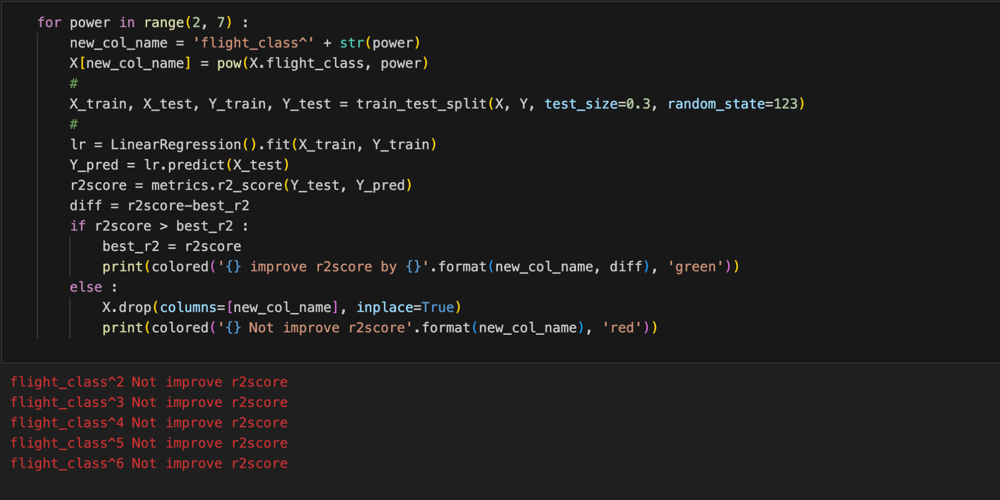 for power in range(2, 7) :
new_col_name = 'flight_class^' + str(power)
X[new_col_name] = pow(X.flight_class, power)
#
X_train, X_test, Y_train, Y_test = train_test_split(X, Y, test_size=0.3, random_state=123)
#
lr = LinearRegression().fit(X_train, Y_train)
Y_pred = lr.predict(X_test)
r2score = metrics.r2_score(Y_test, Y_pred)
diff = r2score-best_r2
if r2score > best_r2 :
best_r2 = r2score
print(colored('{} improve r2score by {}'.format(new_col_name, diff), 'green'))
else :
X.drop(columns=[new_col_name], inplace=True)
print(colored('{} Not improve r2score'.format(new_col_name), 'red'))
flight_class^2 Not improve r2score
flight_class^3 Not improve r2score
flight_class^4 Not improve r2score
flight_class^5 Not improve r2score
flight_class^6 Not improve r2score